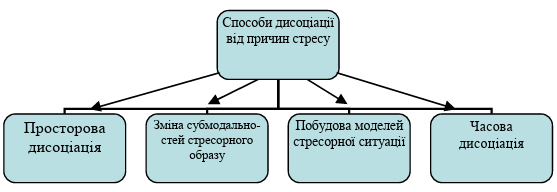 Способи дисоціації
від причин стресу
Просторова
дисоціація
Зміна субмодально-
стей стресорного
образу
Побудова моделей
стресорної ситуації
Часова
дисоціація